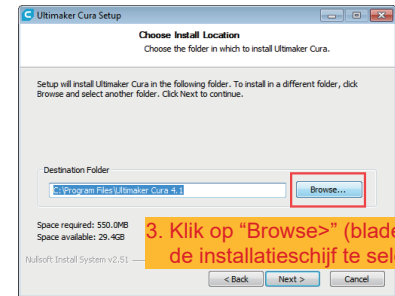 Ultimaker Cura Setup
Choose Install Location
Choose the folder in which to install Ultimaker Cura.
Setup will install Ultimaker Cura in the following folder. To install in a different folder, click
Browse and select another folder. Click Next to continue.
Destination Folder
C:\Program Files\Ultimaker Cura 4.1
Browse...
Space required: 550.0MB
Space available: 29.4GB
3. Klik op “Browse>” (blade
de installatieschijf te sel
Nullsoft Install System v2.51
< Back Next > Cancel